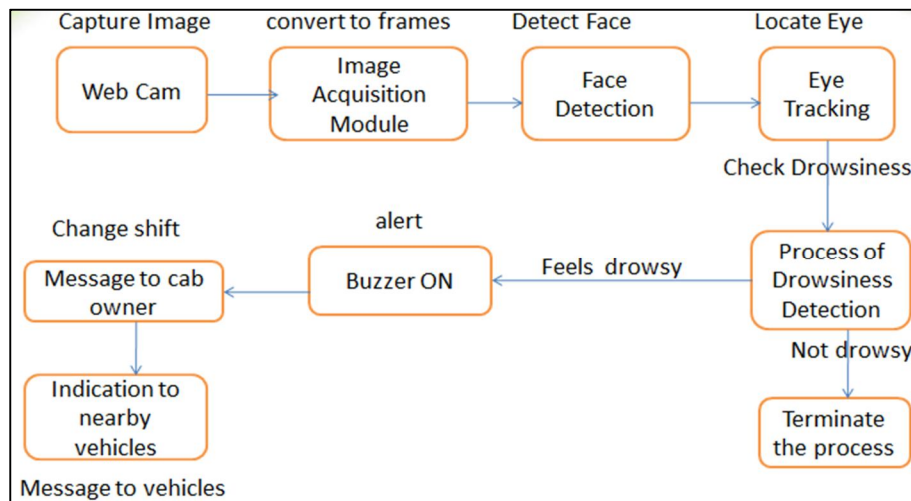 Capture Image
convert to frames
Detect Face
Locate Eye
Web Cam
Image
Acquisition
Module
Face
Detection
Eye
Tracking
Check Drowsiness
Change shift
alert
Message to cab
owner
Buzzer ON
Feels drowsy
Process of
Drowsiness
Detection
Not drowsy
Indication to
nearby
vehicles
Terminate
the process
Message to vehicles